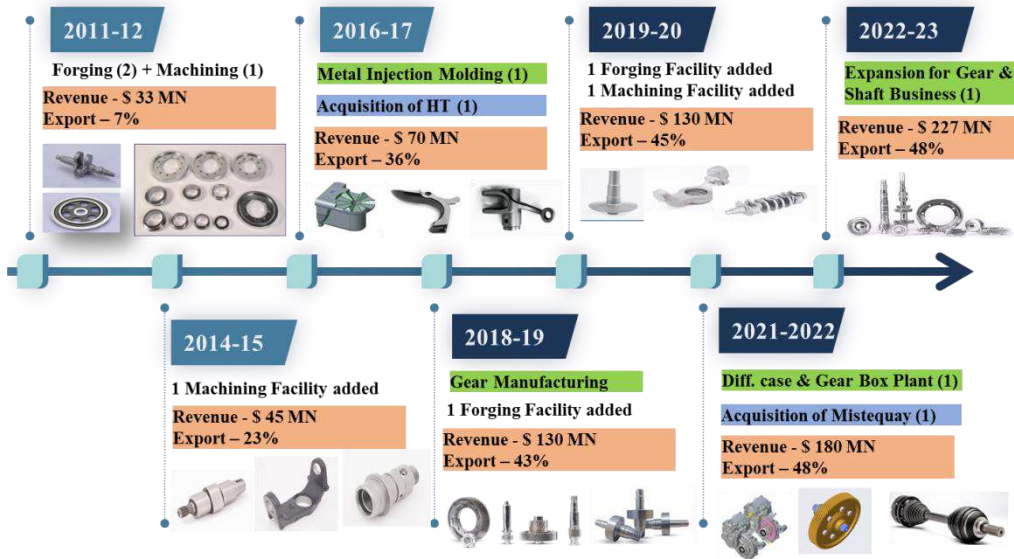 2011-12
Forging (2) + Machining (1)
Revenue - $ 33 MN
Export – 7%
2014-15
1 Machining Facility added
Revenue - $ 45 MN
Export – 23%
2016-17
Metal Injection Molding (1)
Acquisition of HT (1)
Revenue - $ 70 MN
Export – 36%
2018-19
Gear Manufacturing
1 Forging Facility added
Revenue - $ 130 MN
Export – 43%
2019-20
1 Forging Facility added
1 Machining Facility added
Revenue - $ 130 MN
Export – 45%
2021-2022
Diff. case & Gear Box Plant (1)
Acquisition of Mistequay (1)
Revenue - $ 180 MN
Export – 48%
2022-23
Expansion for Gear &
Shaft Business (1)
Revenue - $ 227 MN
Export – 48%